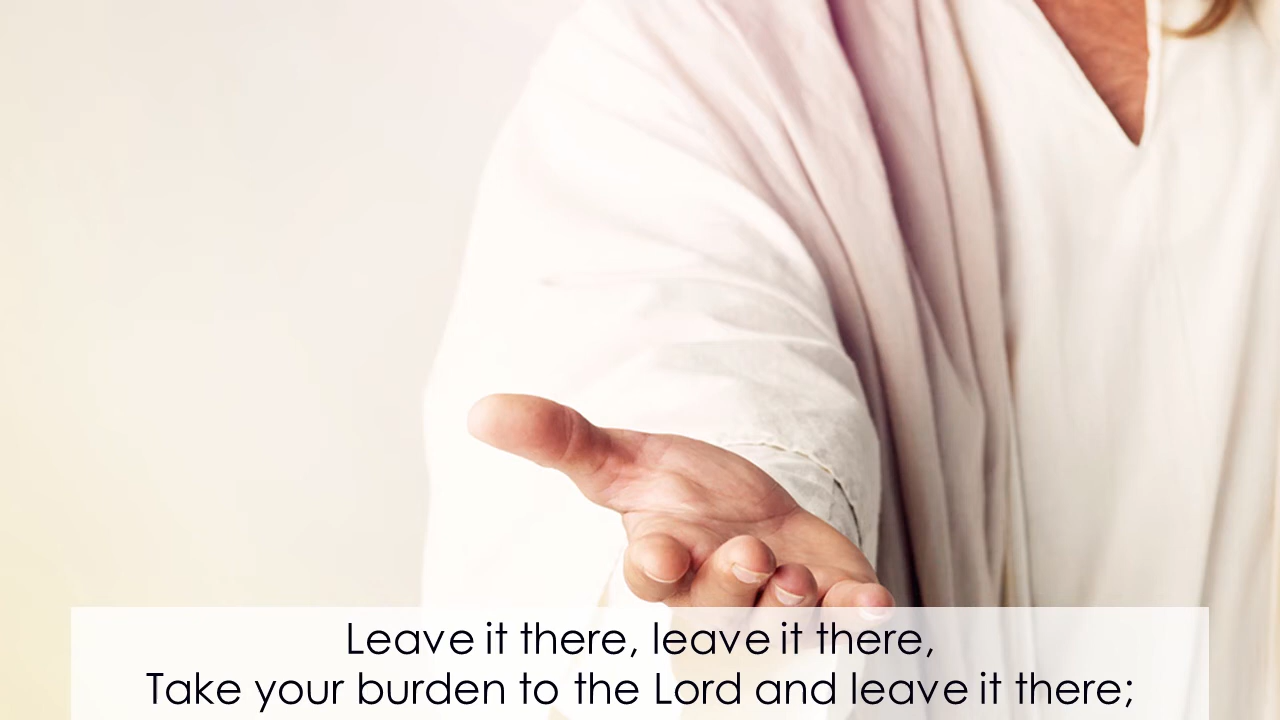 Leave it there, leave it there,
Take your burden to the Lord and leave it there;